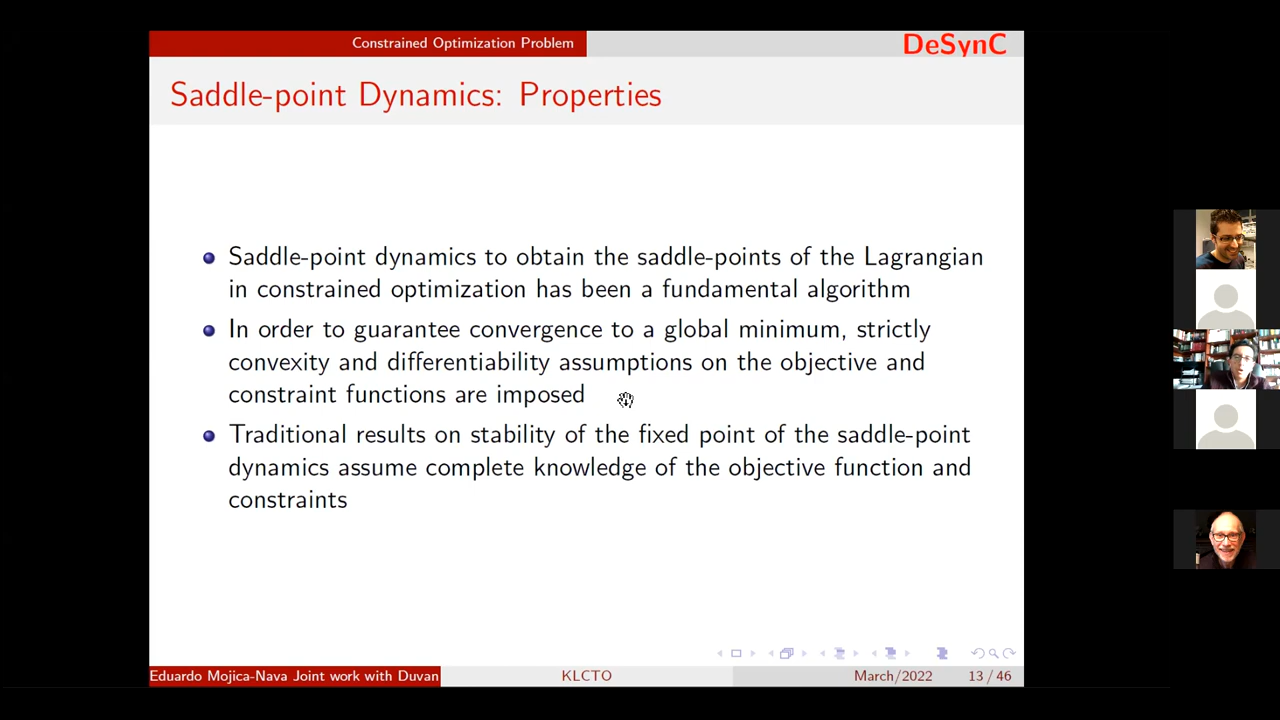 Constrained Optimization Problem
DeSynC
Saddle-point Dynamics: Properties
Saddle-point dynamics to obtain the saddle-points of the Lagrangian
in constrained optimization has been a fundamental algorithm
In order to guarantee convergence to a global minimum, strictly
convexity and differentiability assumptions on the objective and
constraint functions are imposed
Traditional results on stability of the fixed point of the saddle-point
dynamics assume complete knowledge of the objective function and
constraints
Eduardo Mojica-Nava Joint work with Duvan
KLCTO
March/2022
13 / 46